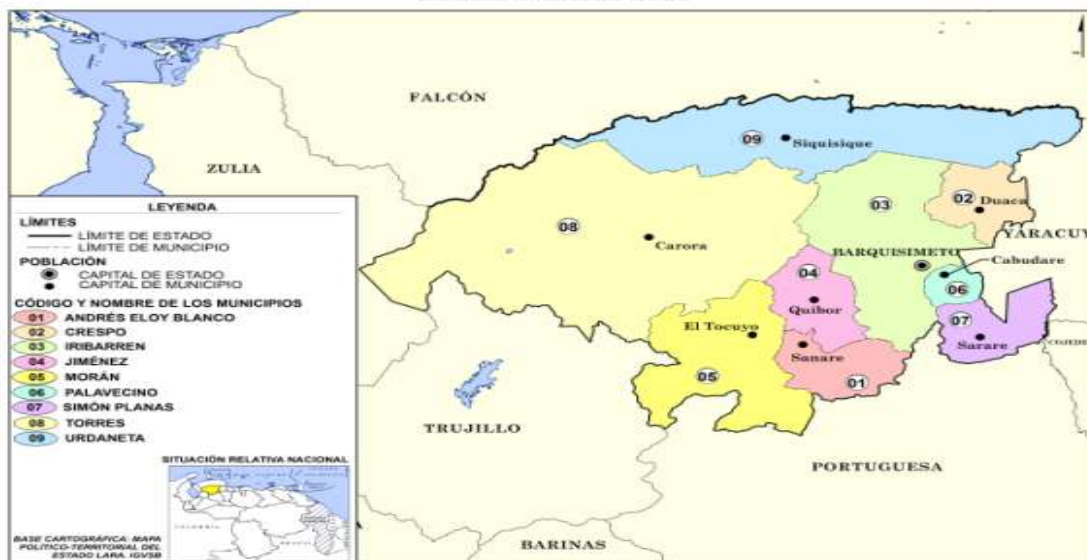 FALCÓN
ZULIA
09
Siquisique
03
02
Duaca
YARACUY
08
Carora
BARQUISIMETO
Cabudare
04
06
Quibor
07
El Tocuyo
Sanare
Sarare
05
01
TRUJILLO
PORTUGUESA
BARINAS
LEYENDA
LÍMITES
LÍMITE DE ESTADO
LÍMITE DE MUNICIPIO
POBLACIÓN
CAPITAL DE ESTADO
CAPITAL DE MUNICIPIO
CÓDIGO Y NOMBRE DE LOS MUNICIPIOS
01 ANDRÉS ELOY BLANCO
02 CRESPO
03 IRIBARREN
04 JIMÉNEZ
05 MORÁN
06 PALAVECINO
07 SIMÓN PLANAS
08 TORRES
09 URDANETA
SITUACIÓN RELATIVA NACIONAL
BASE CARTOGRÁFICA: MAPA
POLÍTICO-TERRITORIAL DEL
ESTADO LARA. IGVSB